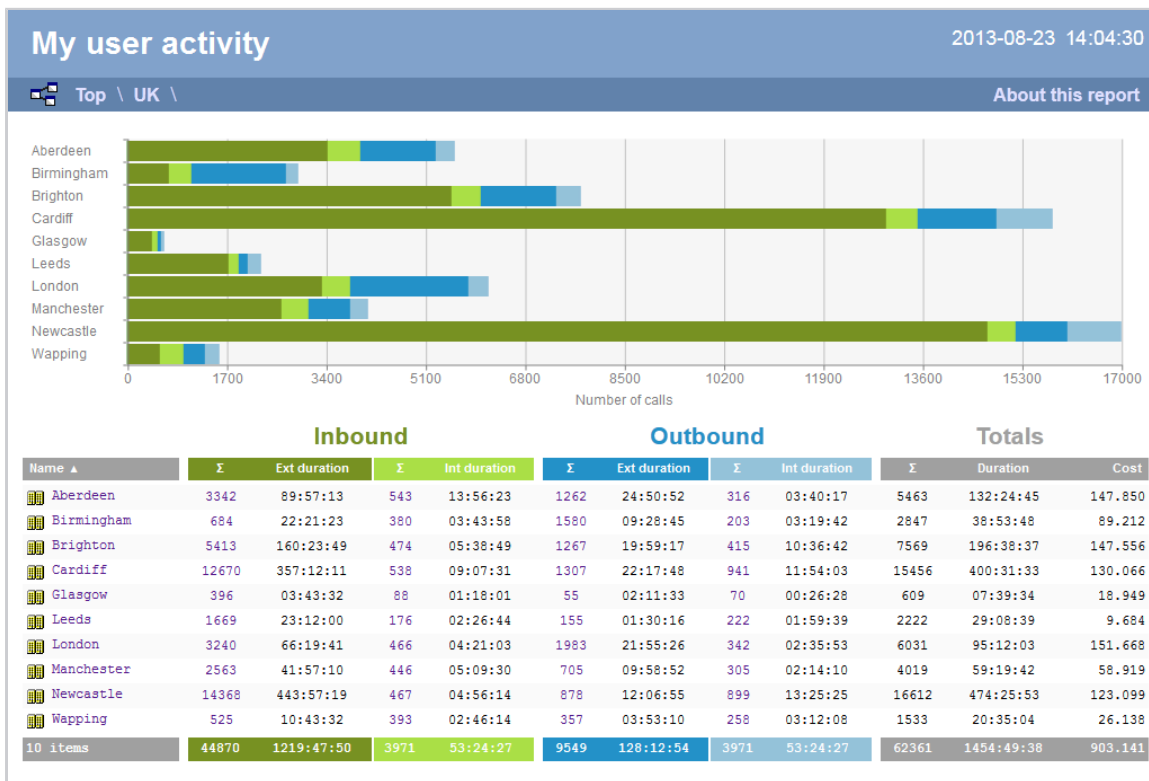 My user activity 2013-08-23 14:04:30
Top \ UK \ About this report
Aberdeen
Birmingham
Brighton
Cardiff
Glasgow
Leeds
London
Manchester
Newcastle
Wapping
0 1700 3400 5100 6800 8500 10200 11900 13600 15300 17000
Number of calls
Inbound Outbound Totals
Name ▲ Σ Ext duration Σ Int duration Σ Ext duration Σ Int duration Σ Duration Cost
Aberdeen 3342 89:57:13 543 13:56:23 1262 24:50:52 316 03:40:17 5463 132:24:45 147.850
Birmingham 684 22:21:23 380 03:43:58 1580 09:28:45 203 03:19:42 2847 38:53:48 89.212
Brighton 5413 160:23:49 474 05:38:49 1267 19:59:17 415 10:36:42 7569 196:38:37 147.556
Cardiff 12670 357:12:11 538 09:07:31 1307 22:17:48 941 11:54:03 15456 400:31:33 130.066
Glasgow 396 03:43:32 88 01:18:01 55 02:11:33 70 00:26:28 609 07:39:34 18.949
Leeds 1669 23:12:00 176 02:26:44 155 01:30:16 222 01:59:39 2222 29:08:39 9.684
London 3240 66:19:41 466 04:21:03 1983 21:55:26 342 02:35:53 6031 95:12:03 151.668
Manchester 2563 41:57:10 446 05:09:30 705 09:58:52 305 02:14:10 4019 59:19:42 58.919
Newcastle 14368 443:57:19 467 04:56:14 878 12:06:55 899 13:25:25 16612 474:25:53 123.099
Wapping 525 10:43:32 393 02:46:14 357 03:53:10 258 03:12:08 1533 20:35:04 26.138
10 items 44870 1219:47:50 3971 53:24:27 9549 128:12:54 3971 53:24:27 62361 1454:49:38 903.141